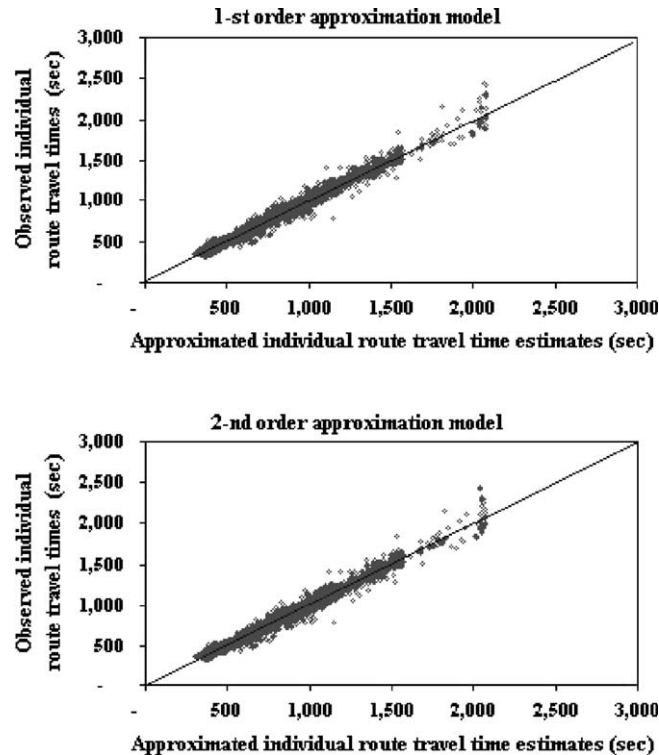 1-st order approximation model
Observed individual
route travel times (sec)
3,000
2,500
2,000
1,500
1,000
500
-
- 500 1,000 1,500 2,000 2,500 3,000
Approximated individual route travel time estimates (sec)
2-nd order approximation model
Observed individual
route travel times (sec)
3,000
2,500
2,000
1,500
1,000
500
-
- 500 1,000 1,500 2,000 2,500 3,000
Approximated individual route travel time estimates (sec)